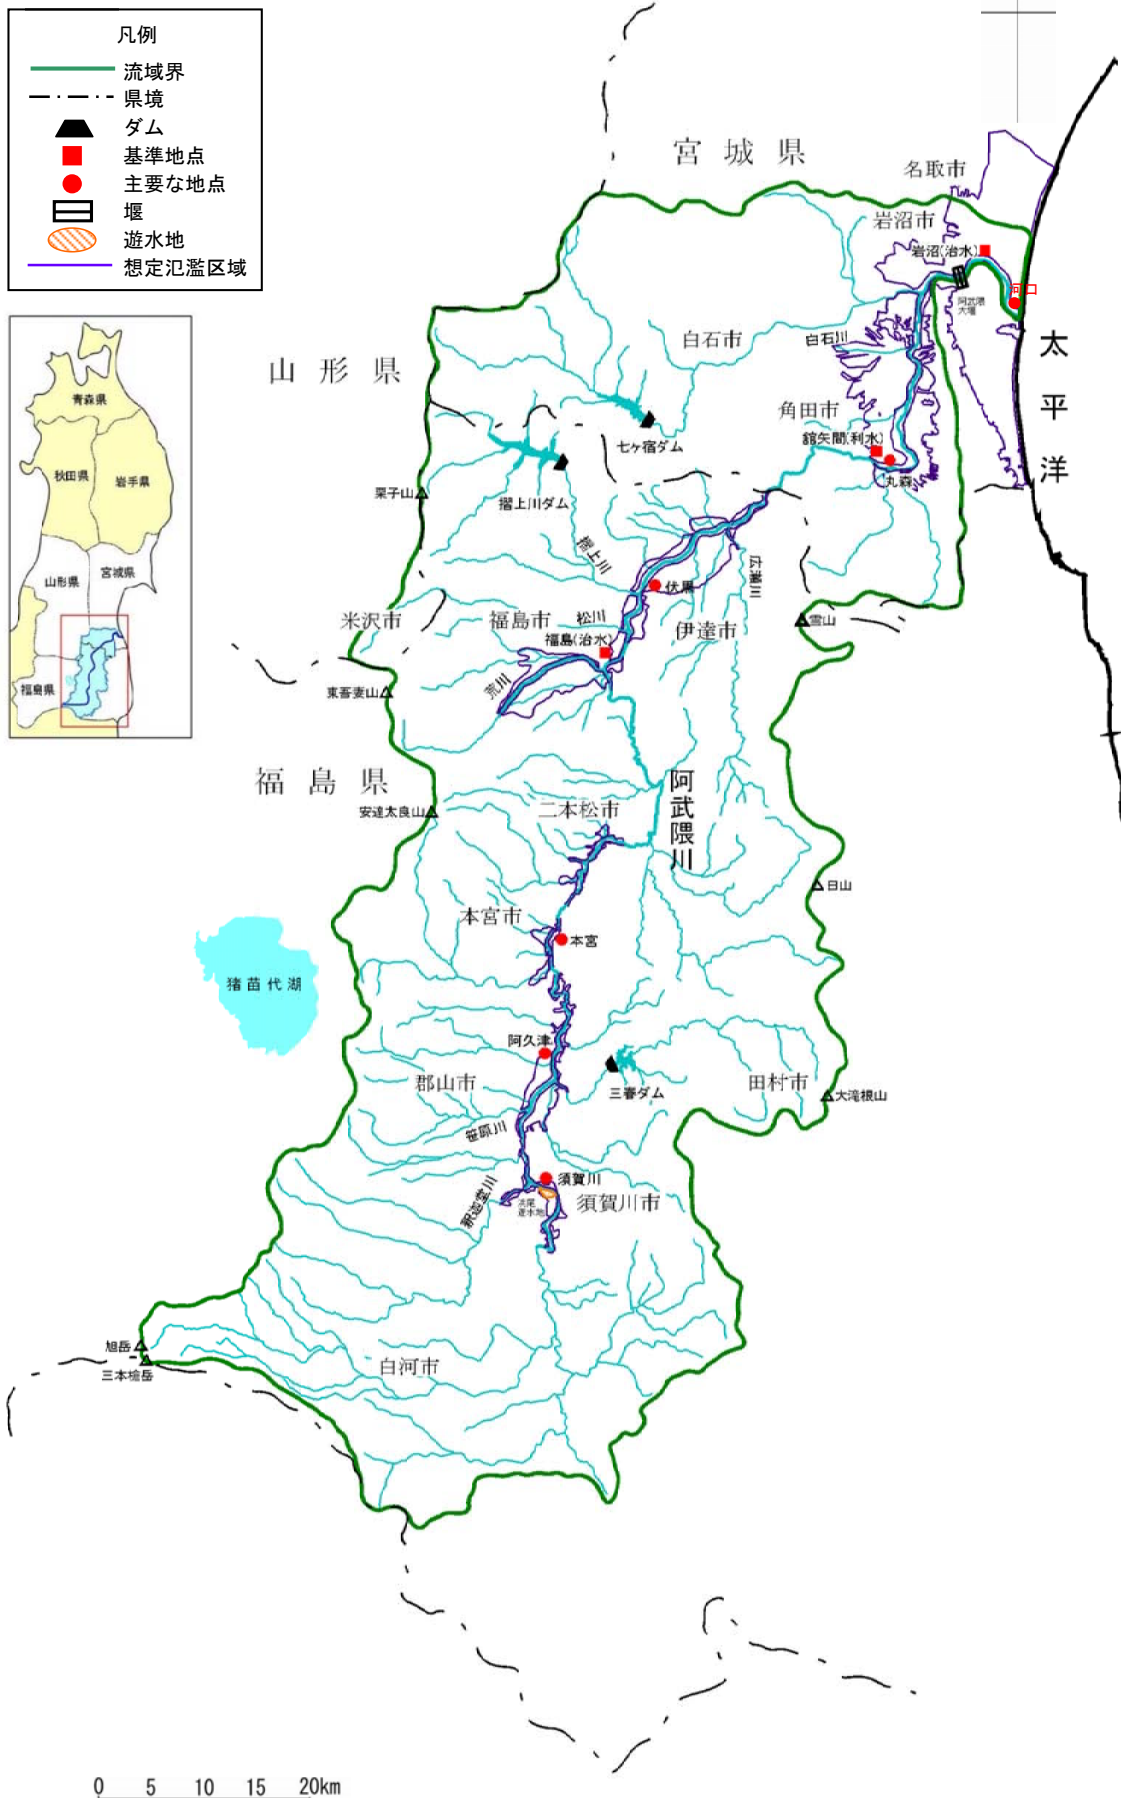 凡例
流域界
県境
ダム
基準地点
主要な地点
堰
遊水地
想定氾濫区域
青森県
秋田県
岩手県
山形県
宮城県
福島県
宮城県
名取市
岩沼市
岩沼(治水)
河口
阿武隈
大堰
太平洋
山形県
白石市
白石川
角田市
舘矢間(利水)
丸森
七ヶ宿ダム
栗子山
摺上川ダム
摺上川
広瀬川
伏黒
米沢市
福島市
松川
伊達市
雪山
福島(治水)
荒川
東吾妻山
福島県
阿武隈川
安達太良山
二本松市
日山
本宮市
本宮
猪苗代湖
阿久津
郡山市
三春ダム
田村市
大滝根山
笹原川
須賀川
釈迦堂川
浜尾
遊水地
須賀川市
旭岳
三本槍岳
白河市
0 5 10 15 20km